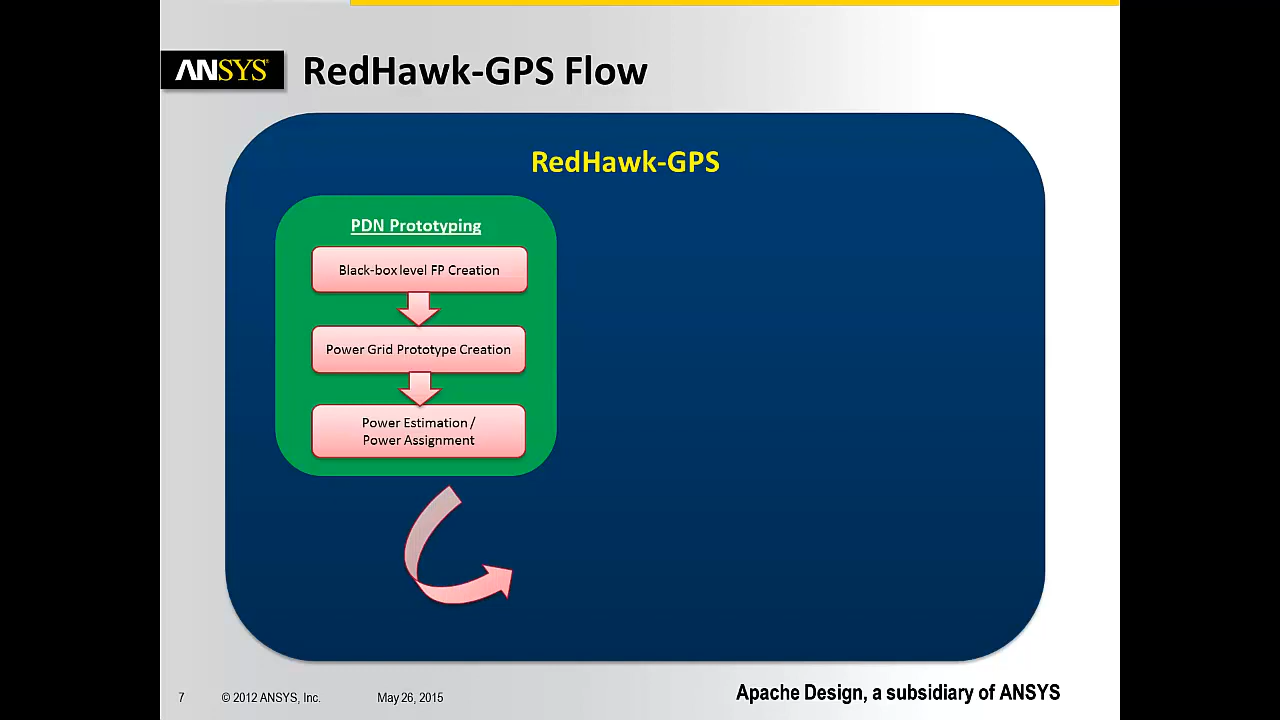 ANSYS
RedHawk-GPS Flow
RedHawk-GPS
PDN Prototyping
Black-box level FP Creation
Power Grid Prototype Creation
Power Estimation /
Power Assignment
7 © 2012 ANSYS, Inc. May 26, 2015 Apache Design, a subsidiary of ANSYS